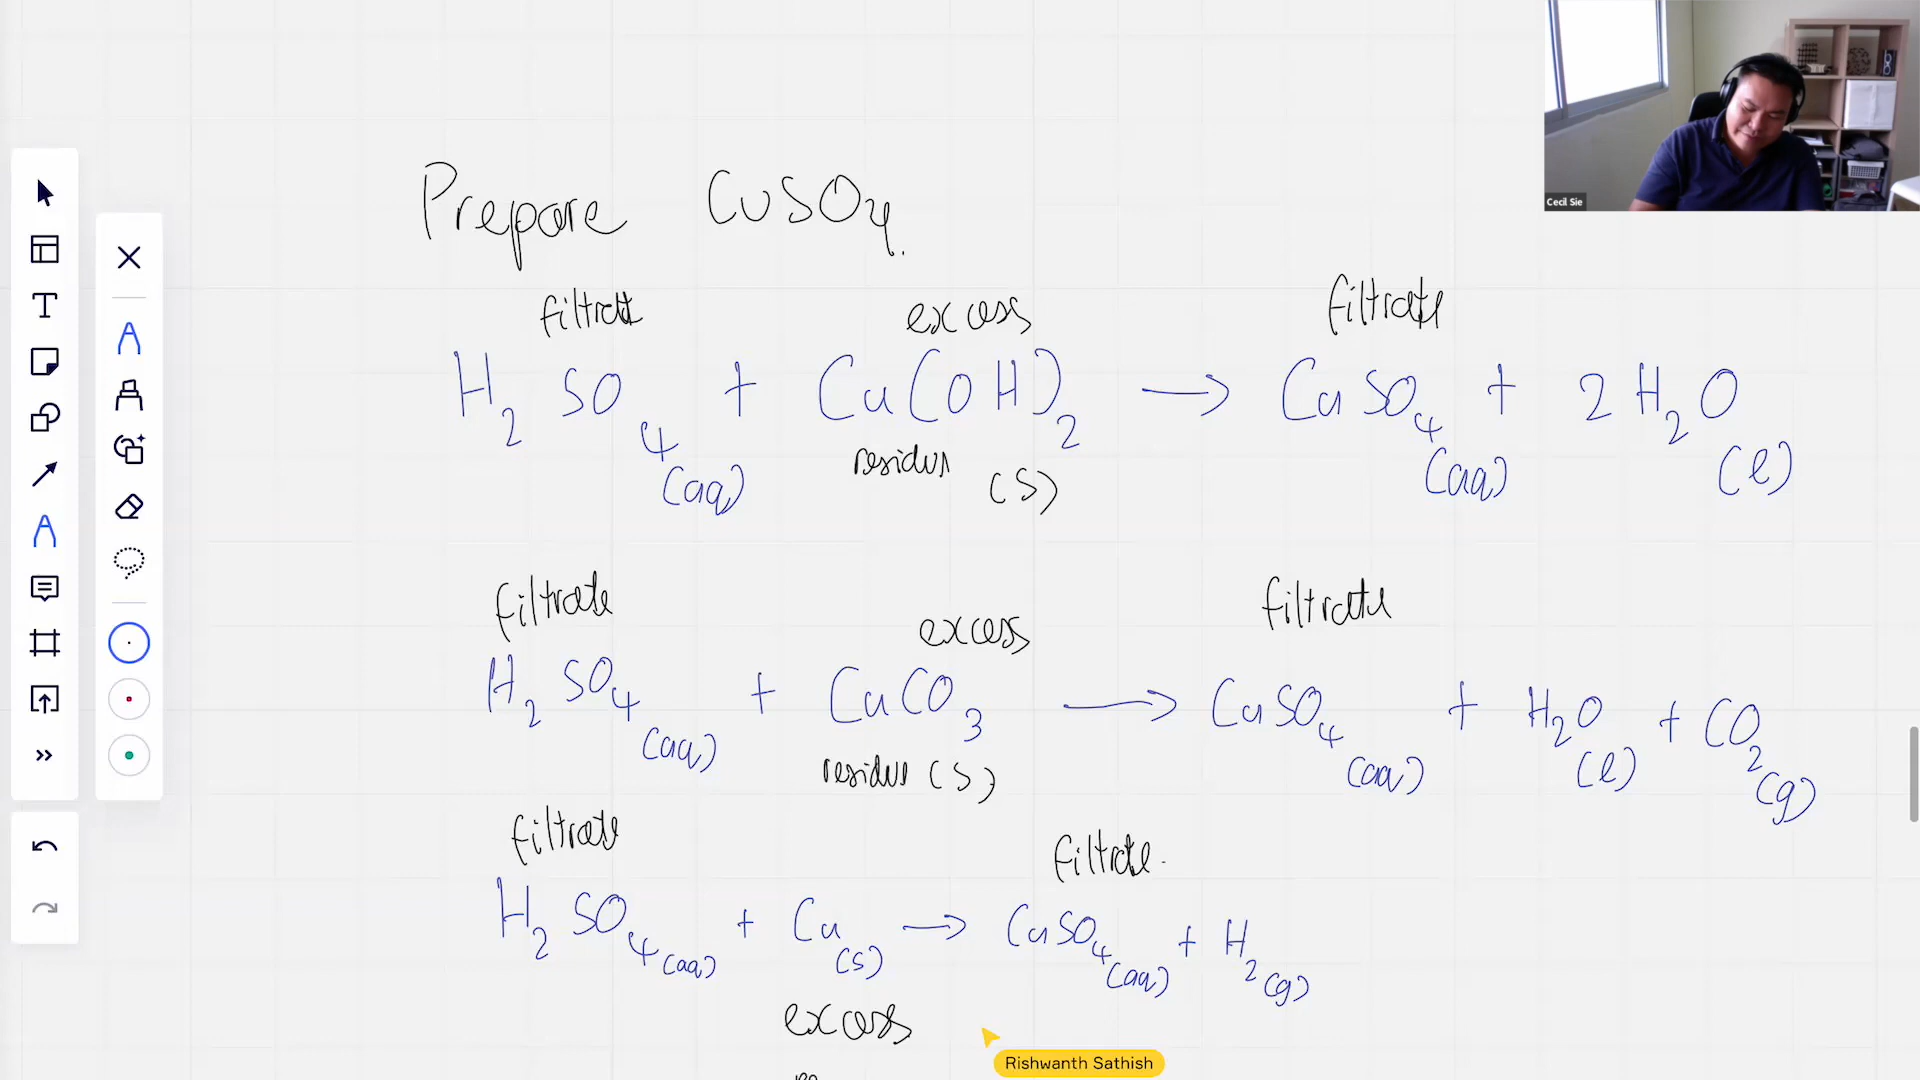 Cecil Sie
Prepare CuSO4.
filtrate excess filtrate
H2SO4(aq) + Cu(OH)2 (s) → CuSO4(aq) + 2H2O(l)
residue
filtrate excess filtrate
H2SO4(aq) + CuCO3 (s) → CuSO4(aq) + H2O(l) + CO2(g)
residue
filtrate filtrate.
H2SO4(aq) + Cu(s) → CuSO4(aq) + H2(g)
excess
Rishwanth Sathish